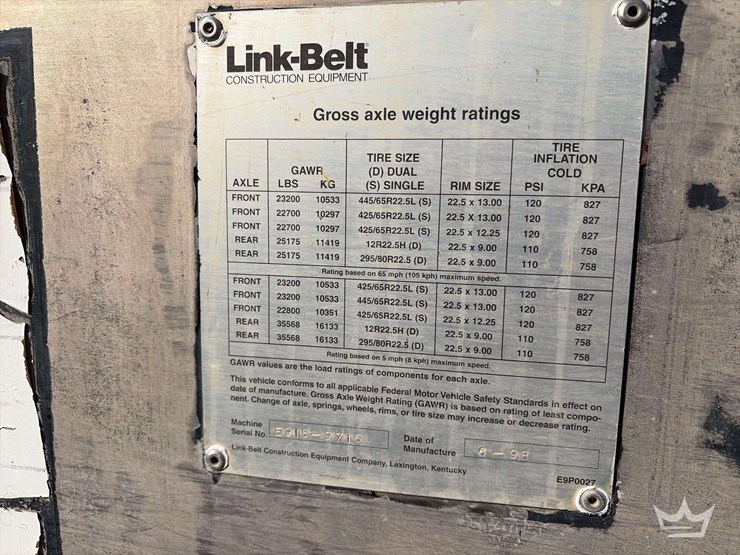 Link-Belt
CONSTRUCTION EQUIPMENT
Gross axle weight ratings
AXLE GAWR LBS KG TIRE SIZE (D) DUAL (S) SINGLE RIM SIZE TIRE INFLATION COLD PSI KPA
FRONT 23200 10533 445/65R22.5L (S) 22.5 x 13.00 120 827
FRONT 22700 10297 425/65R22.5L (S) 22.5 X 13.00 120 827
FRONT 22700 10297 425/65R22.5L (S) 22.5 x 12.25 120 827
REAR 25175 11419 12R22.5H (D) 22.5 x 9.00 110 758
REAR 25175 11419 295/80R22.5 (D) 22.5 x 9.00 110 758
Rating based on 65 mph (105 kph) maximum speed.
FRONT 23200 10533 425/65R22.5L (S) 22.5 x 13.00 120 827
FRONT 23200 10533 445/65R22.5L (S) 22.5 x 13.00 120 827
FRONT 22800 10351 425/65R22.5L (S) 22.5 x 12.25 120 827
REAR 35568 16133 12R22.5H (D) 22.5 x 9.00 110 758
REAR 35568 16133 295/80R22.5 (D) 22.5 x 9.00 110 758
Rating based on 5 mph (8 kph) maximum speed.
GAWR values are the load ratings of components for each axle.
This vehicle conforms to all applicable Federal Motor Vehicle Safety Standards in effect on
date of manufacture. Gross Axle Weight Rating (GAWR) is based on rating of least compo-
nent. Change of axle, springs, wheels, rims, or tire size may increase or decrease rating.
Machine
Serial No.
Date of
Manufacture 8-98
Link-Belt Construction Equipment Company, Lexington, Kentucky
E9P0027